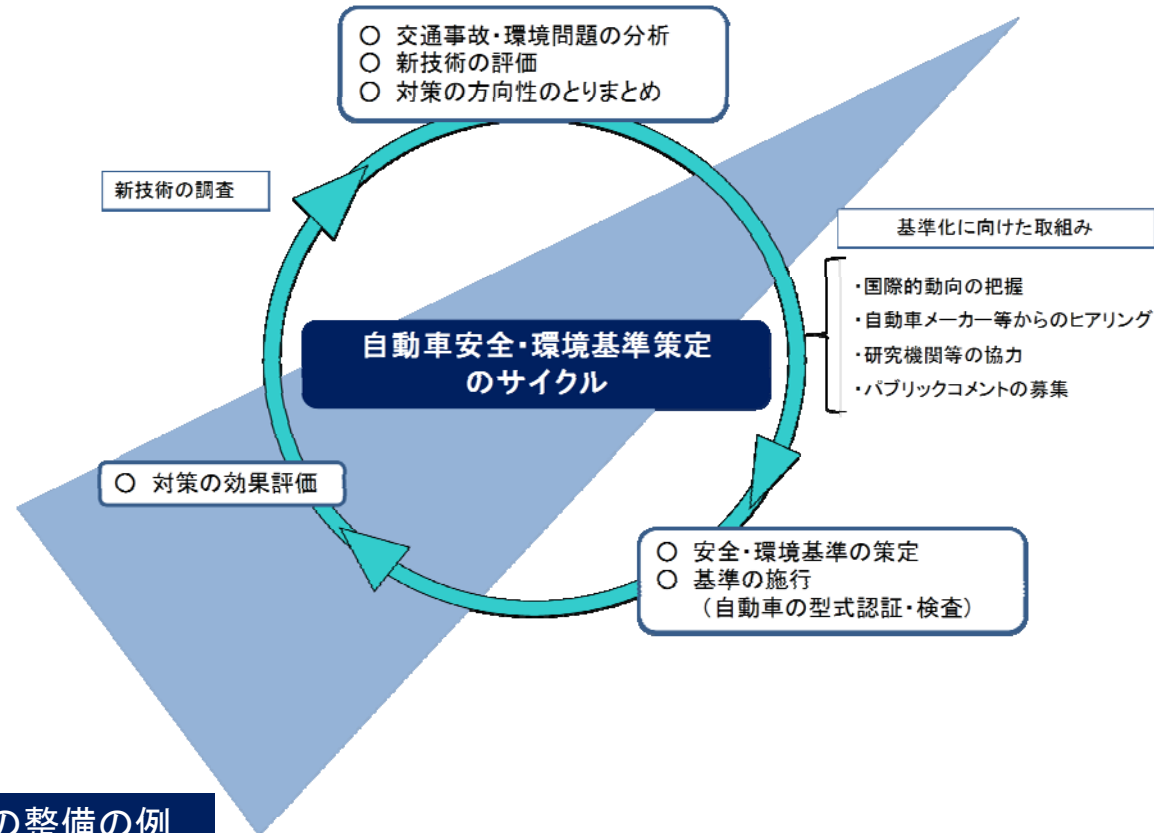 ○ 交通事故・環境問題の分析
○ 新技術の評価
○ 対策の方向性のとりまとめ
新技術の調査
基準化に向けた取組み
・国際的動向の把握
・自動車メーカー等からのヒアリング
・研究機関等の協力
・パブリックコメントの募集
自動車安全・環境基準策定
のサイクル
○ 対策の効果評価
○ 安全・環境基準の策定
○ 基準の施行
(自動車の型式認証・検査)
の整備の例